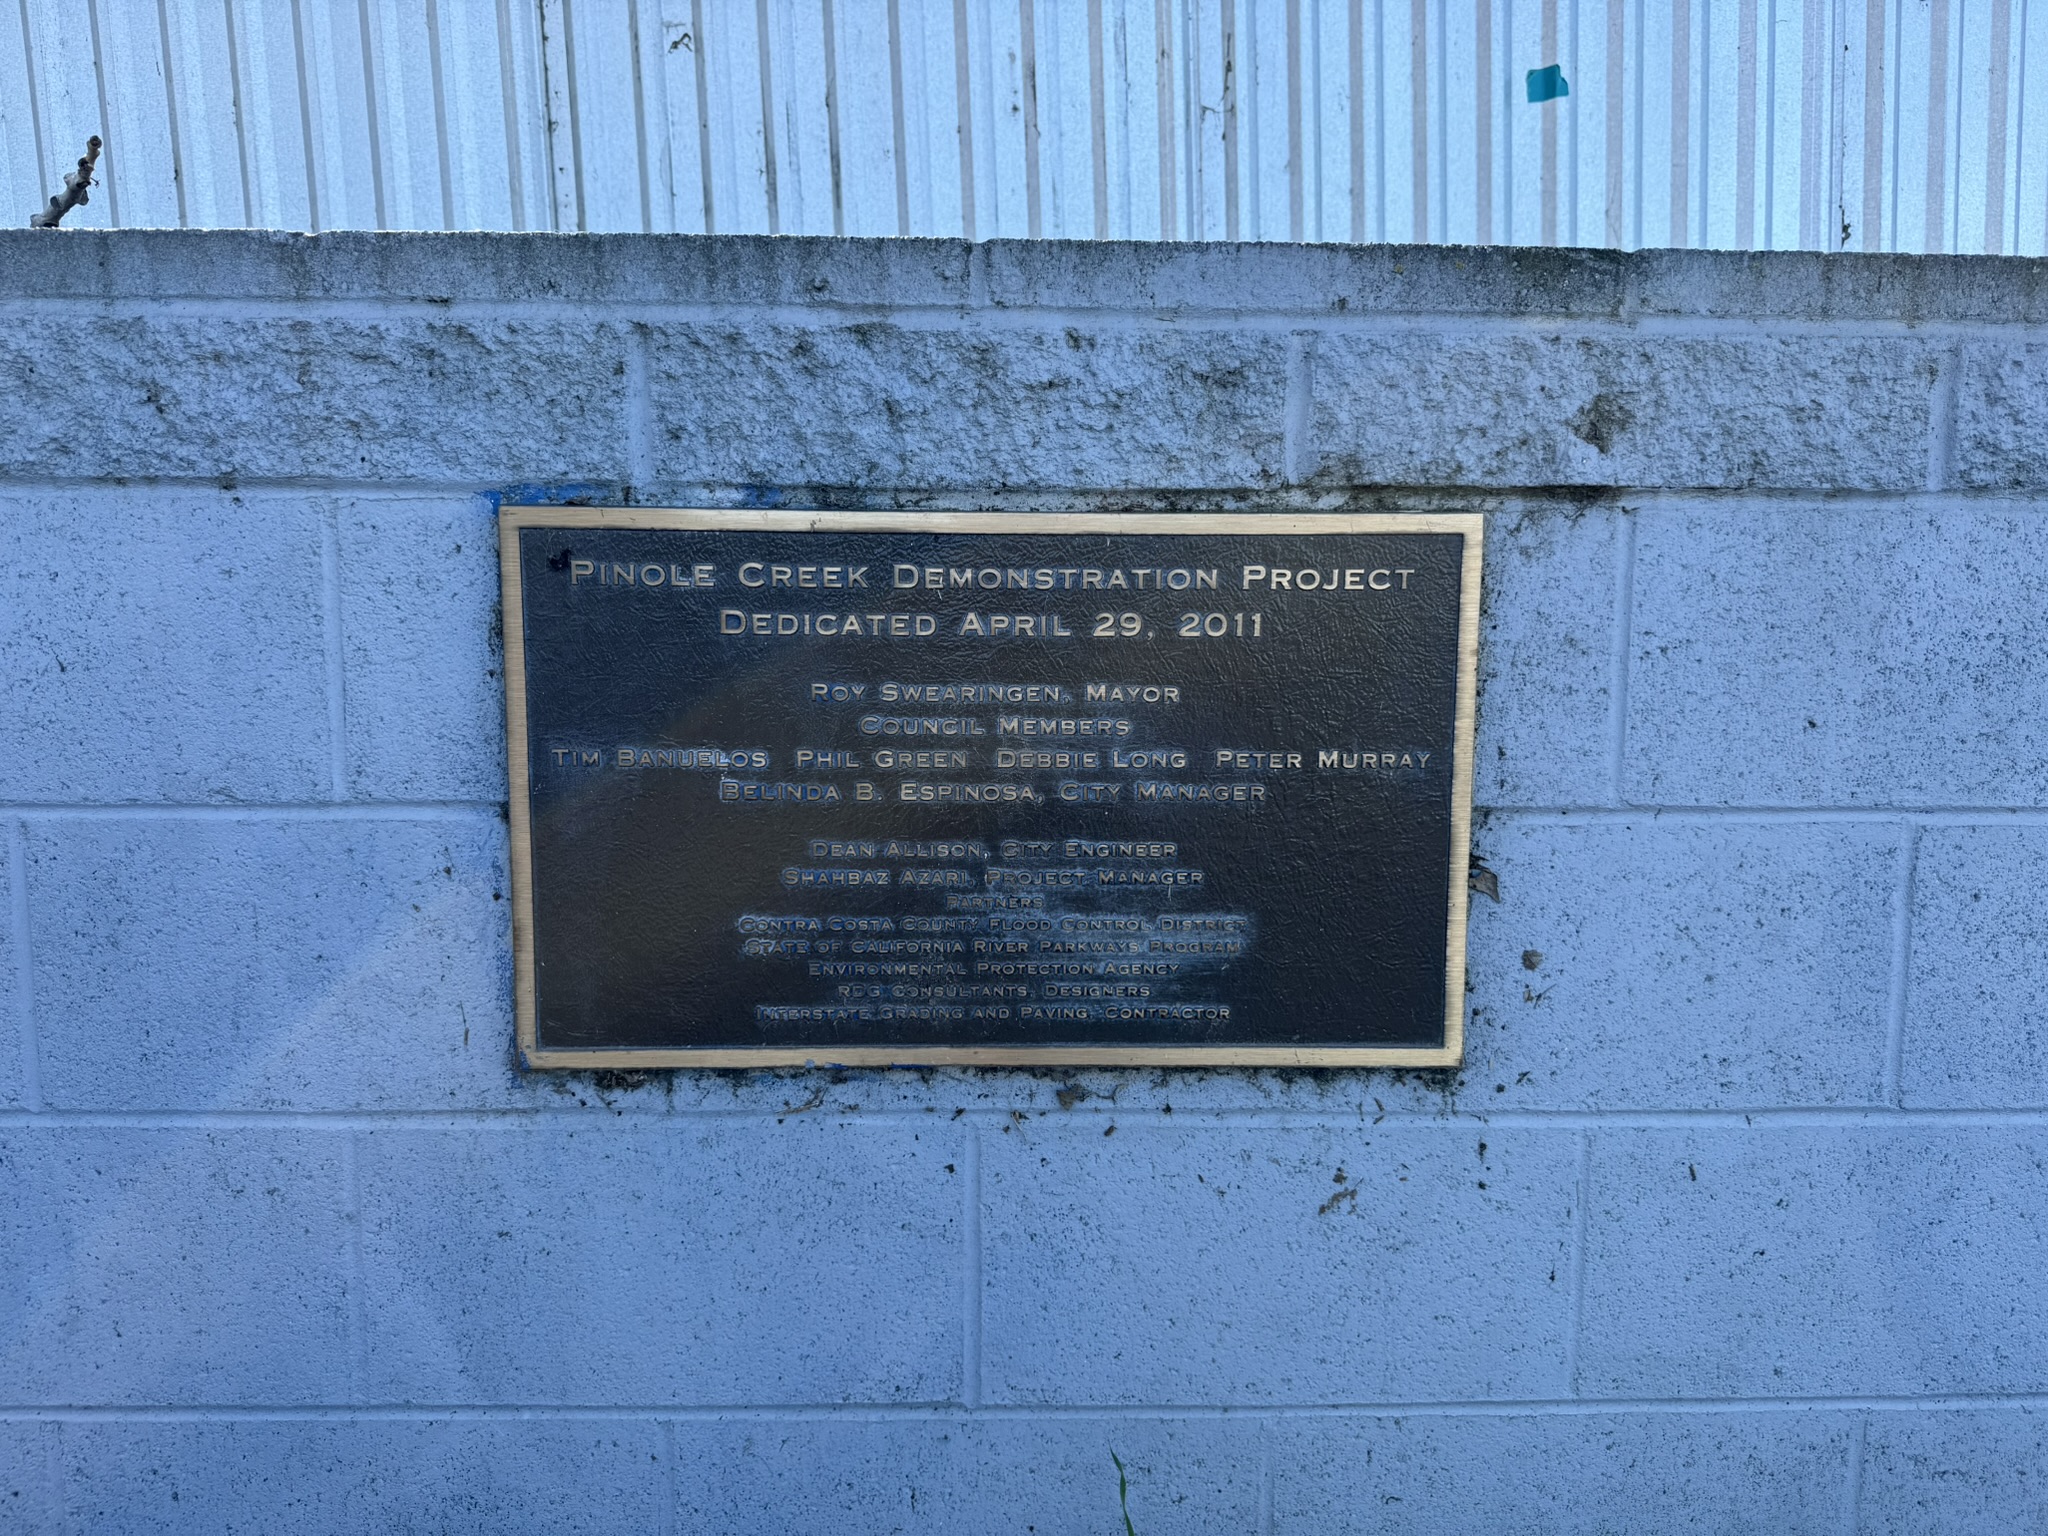 PINOLE CREEK DEMONSTRATION PROJECT
DEDICATED APRIL 29, 2011
ROY SWEARINGEN, MAYOR
COUNCIL MEMBERS
TIM BANUELOS PHIL GREEN DEBBIE LONG PETER MURRAY
BELINDA B. ESPINOSA, CITY MANAGER
DEAN ALLISON, CITY ENGINEER
SHAHBAZ AZARI, PROJECT MANAGER
PARTNERS
CONTRA COSTA COUNTY FLOOD CONTROL DISTRICT
STATE OF CALIFORNIA RIVER PARKWAYS PROGRAM
ENVIRONMENTAL PROTECTION AGENCY
CONSULTANTS, DESIGNERS
INTERSTATE GRADING AND PAVING, CONTRACTOR